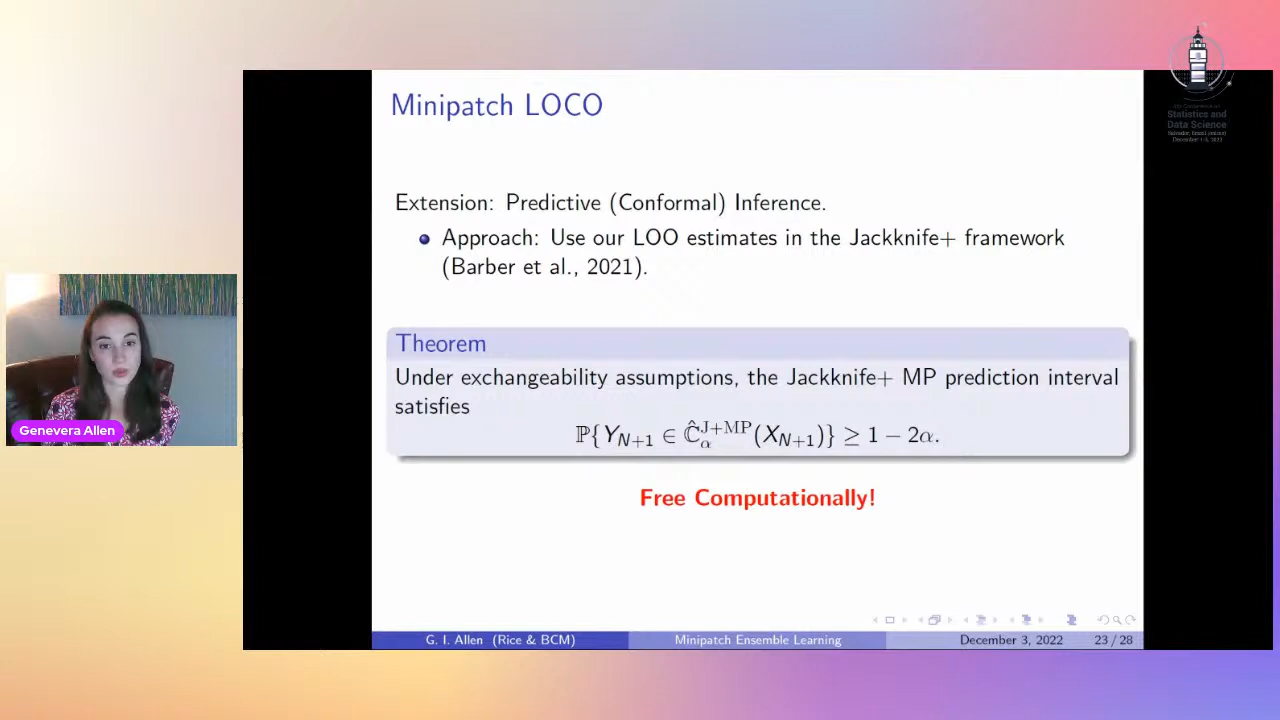 Minipatch LOCO
Statistics and
Data Science
Extension: Predictive (Conformal) Inference.
Approach: Use our LOO estimates in the Jackknife+ framework
(Barber et al., 2021).
Theorem
Under exchangeability assumptions, the Jackknife+ MP prediction interval
satisfies
ℙ{Y_{N+1} ∈ Ĉ_α^{J+MP}(X_{N+1})} ≥ 1 − 2α.
Genevera Allen
Free Computationally!
G. I. Allen (Rice & BCM)
Minipatch Ensemble Learning
December 3, 2022
23 / 28